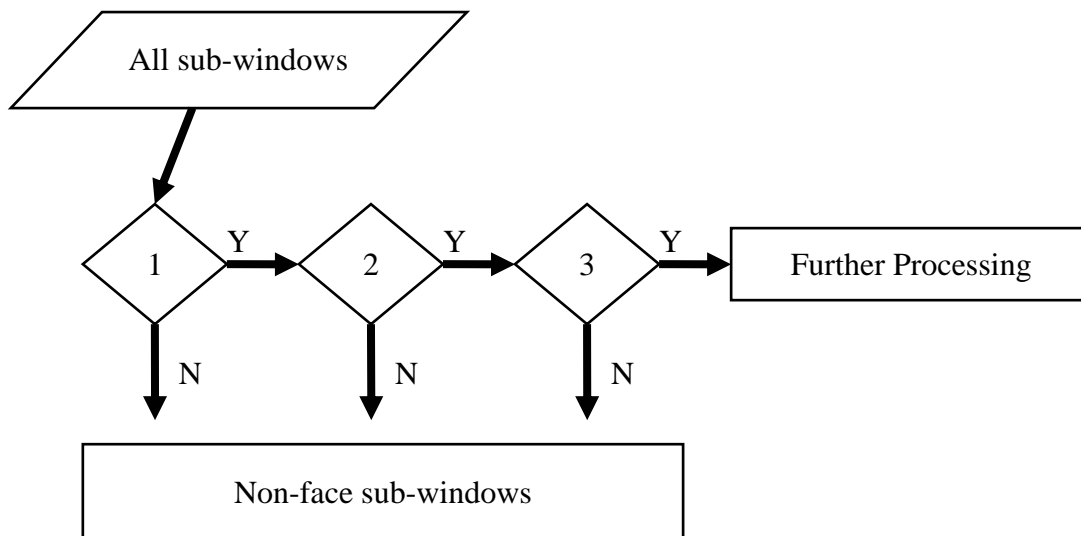 All sub-windows
Y
Y
Y
1
2
3
Further Processing
N
N
N
Non-face sub-windows